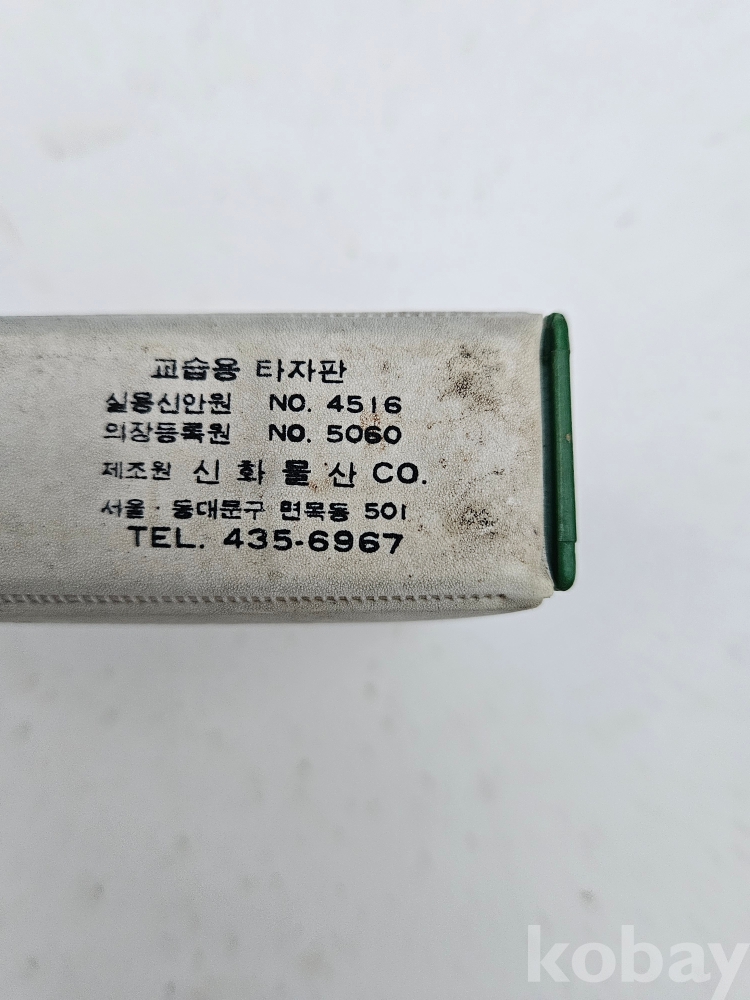 교습용 타자판
실용신안원 NO. 4516
의장등록원 NO. 5060
제조원 신화물산 CO.
서울·동대문구 면목동 501
TEL. 435-6967
kobay